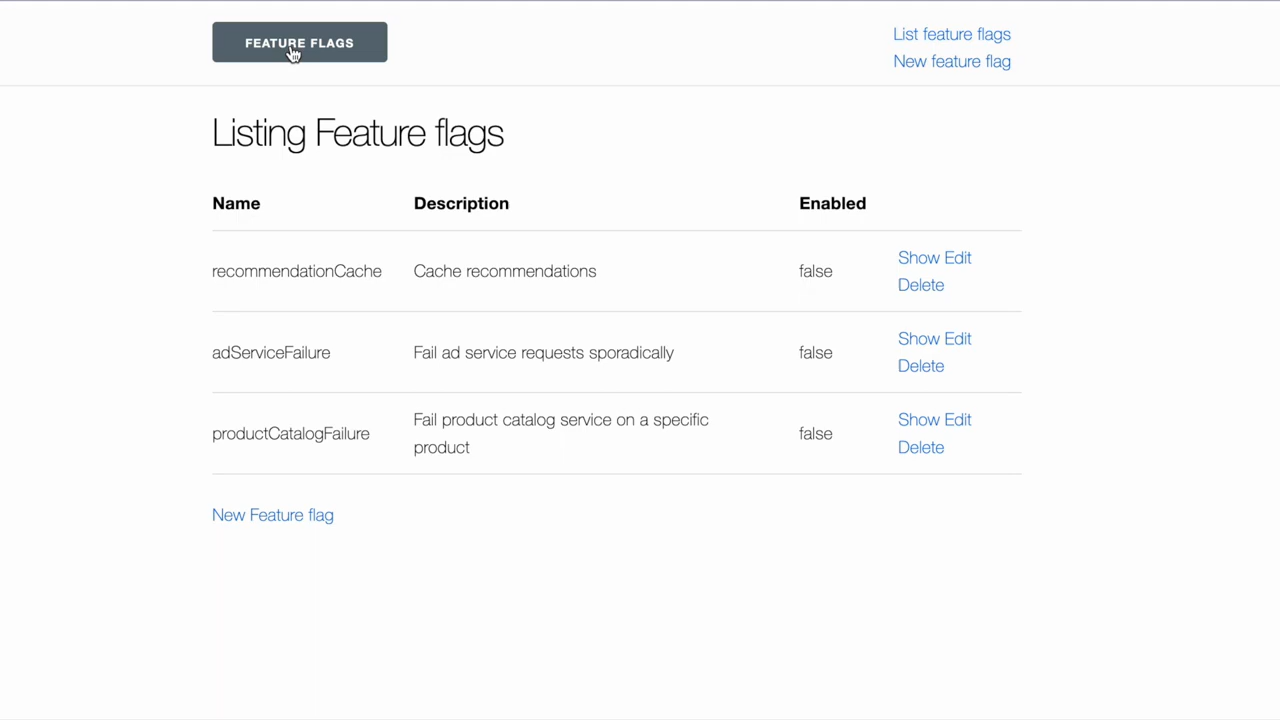 FEATURE FLAGS
List feature flags
New feature flag
Listing Feature flags
Name Description Enabled
recommendationCache Cache recommendations false Show Edit
Delete
adServiceFailure Fail ad service requests sporadically false Show Edit
Delete
productCatalogFailure Fail product catalog service on a specific
product false Show Edit
Delete
New Feature flag